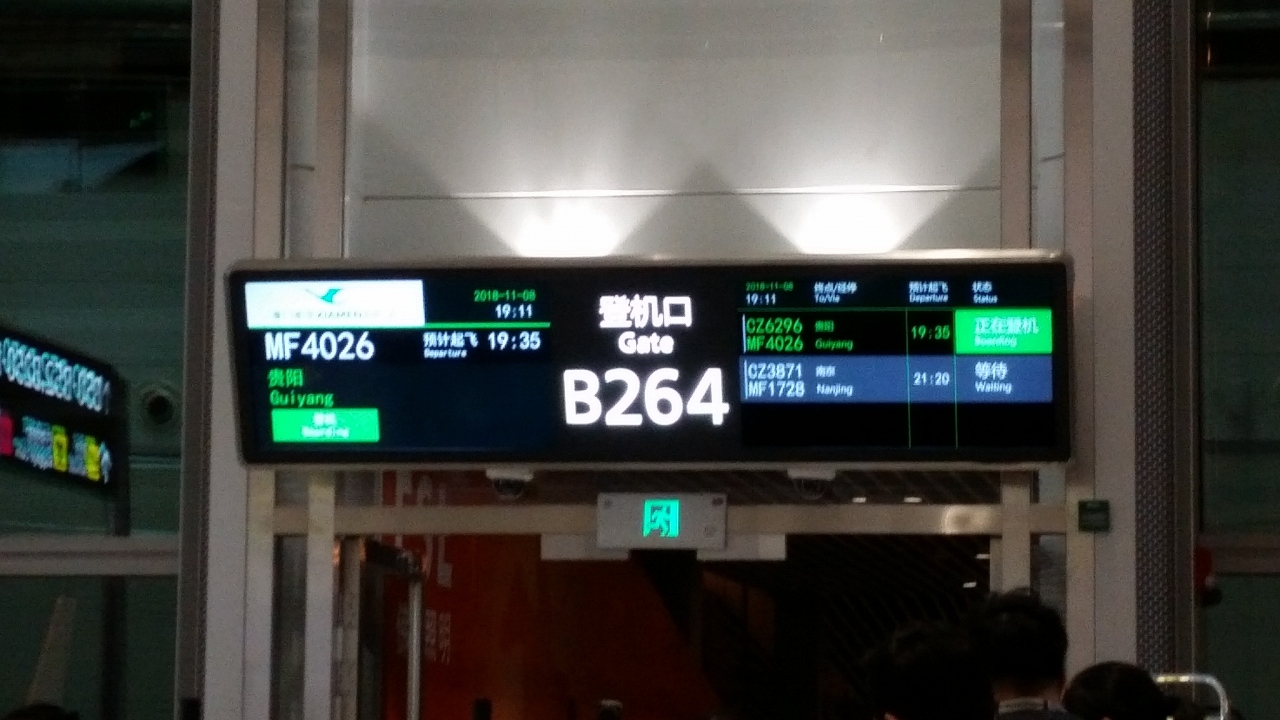 XIAMEN
2018-11-08
19:11
MF4026
预计起飞 19:35
Departure
贵阳
Guiyang
登机
Boarding
登机口
Gate
B264
2018-11-08
19:11
终点/经停
To/Via
预计起飞
Departure
状态
Status
CZ6296
MF4026
贵阳
Guiyang
19:35
正在登机
Boarding
CZ3871
MF1728
南京
Nanjing
21:20
等待
Waiting